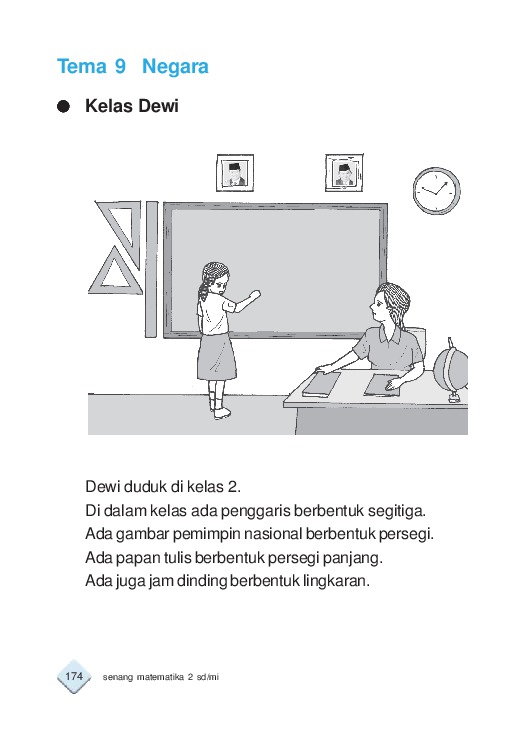 Tema 9 Negara
Kelas Dewi
Dewi duduk di kelas 2.
Di dalam kelas ada penggaris berbentuk segitiga.
Ada gambar pemimpin nasional berbentuk persegi.
Ada papan tulis berbentuk persegi panjang.
Ada juga jam dinding berbentuk lingkaran.
174 senang matematika 2 sd/mi